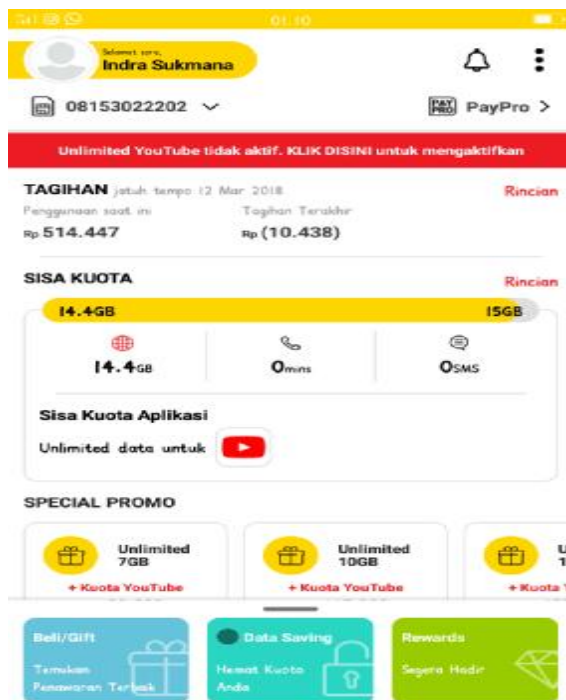 01.10
Selamat sore,
Indra Sukmana
08153022202
PAY PRO PayPro >
Unlimited YouTube tidak aktif. KLIK DISINI untuk mengaktifkan
TAGIHAN jatuh tempo 12 Mar 2018 Rincian
Penggunaan saat ini Tagihan Terakhir
Rp 514.447 Rp (10.438)
SISA KUOTA Rincian
14.4GB 15GB
14.4GB 0mins 0SMS
Sisa Kuota Aplikasi
Unlimited data untuk
SPECIAL PROMO
Unlimited 7GB
+ Kuota YouTube
Unlimited 10GB
+ Kuota YouTube
+ Kuota
Beli/Gift
Temukan
Penawaran Terbaik
Data Saving
Hemat Kuota
Anda
Rewards
Segera Hadir